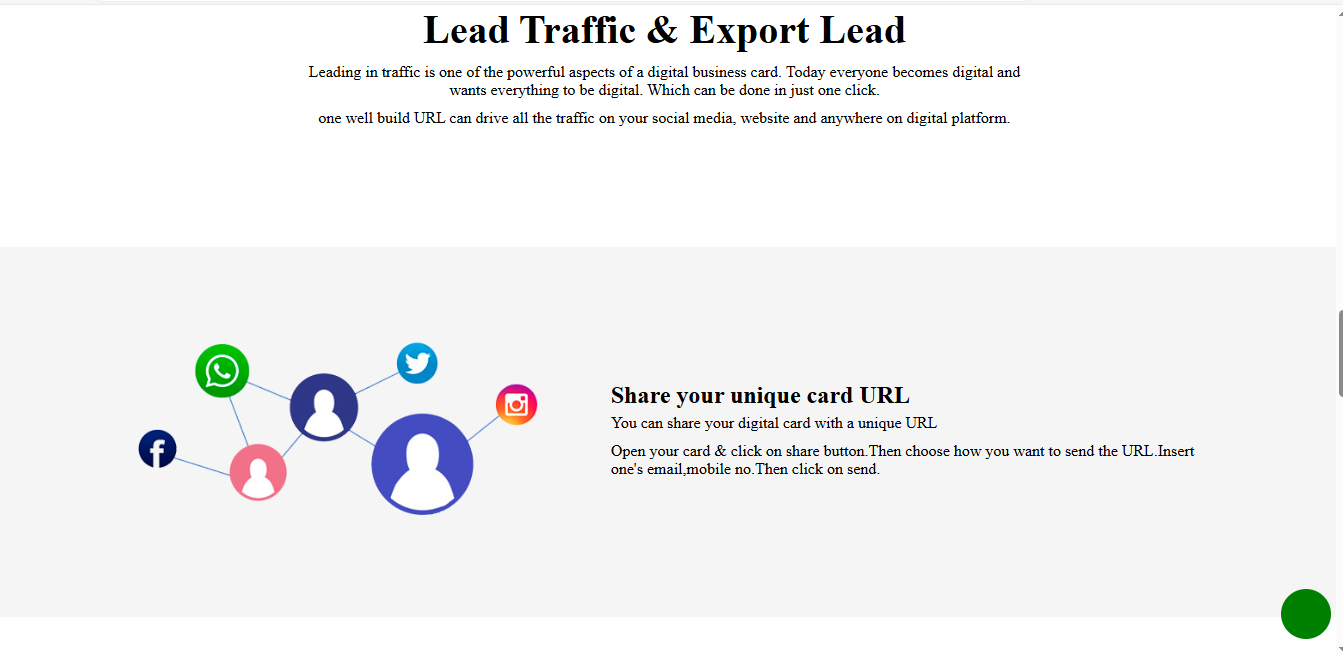 Lead Traffic & Export Lead
Leading in traffic is one of the powerful aspects of a digital business card. Today everyone becomes digital and
wants everything to be digital. Which can be done in just one click.
one well build URL can drive all the traffic on your social media, website and anywhere on digital platform.
Share your unique card URL
You can share your digital card with a unique URL
Open your card & click on share button.Then choose how you want to send the URL.Insert
one's email,mobile no.Then click on send.